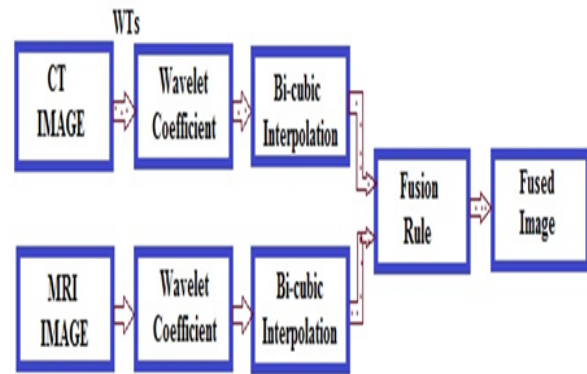 WTs
CT
IMAGE
Wavelet
Coefficient
Bi-cubic
Interpolation
Fusion
Rule
Fused
Image
MRI
IMAGE
Wavelet
Coefficient
Bi-cubic
Interpolation